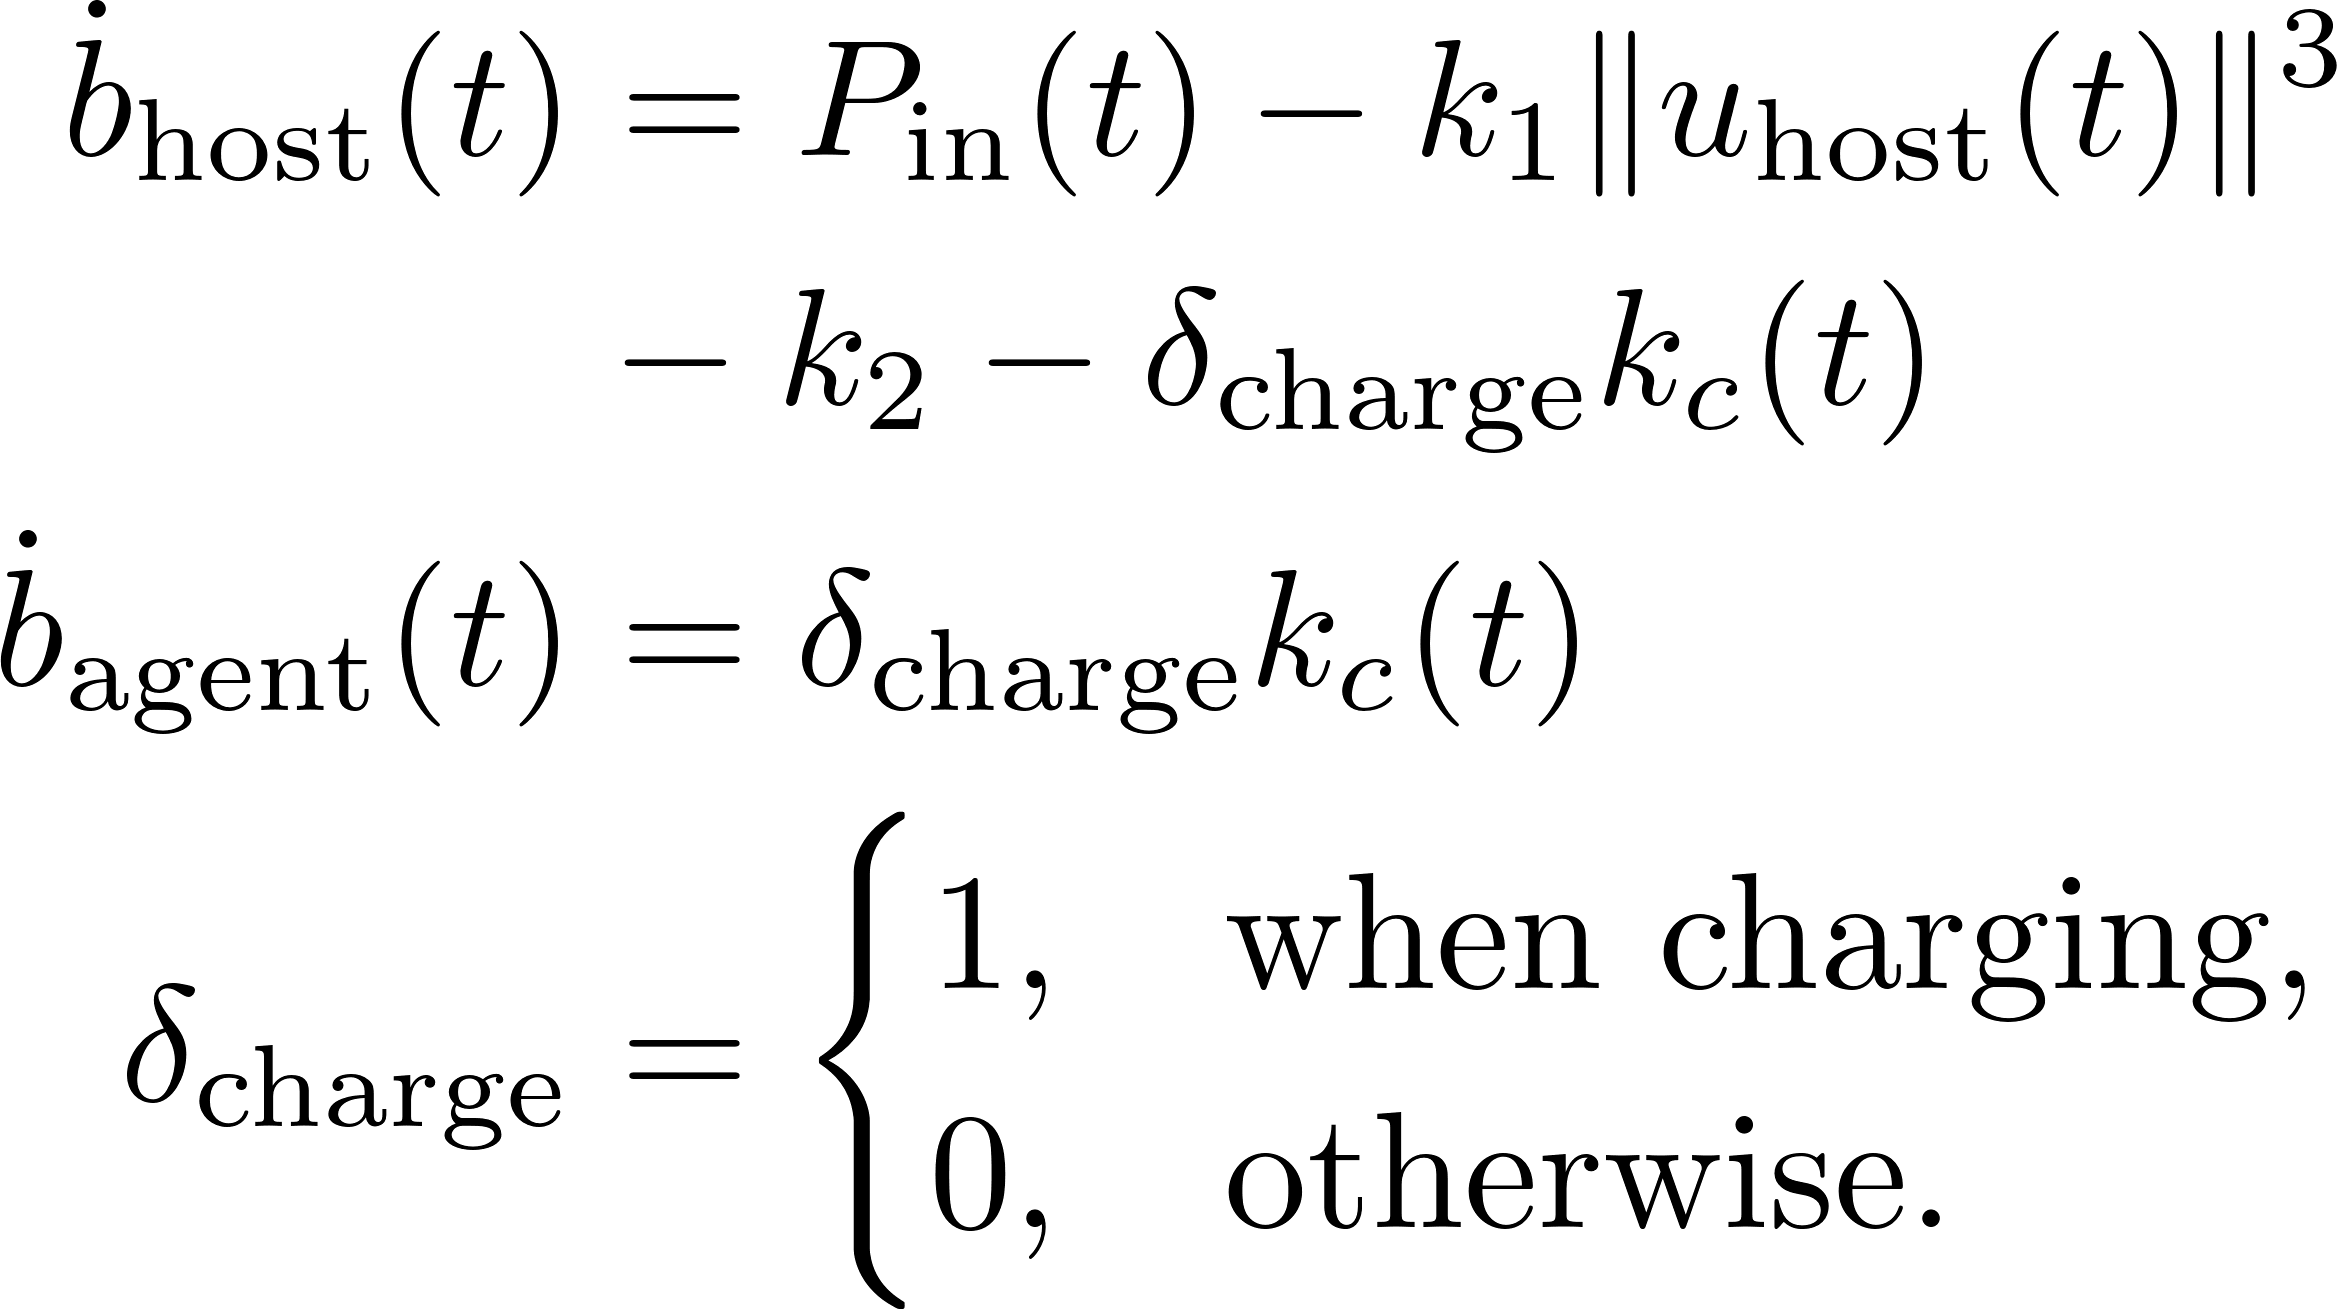 ḃ_host(t) = P_in(t) − k_1‖u_host(t)‖^3
− k_2 − δ_charge k_c(t)
ḃ_agent(t) = δ_charge k_c(t)
δ_charge = { 1, when charging,
0, otherwise.